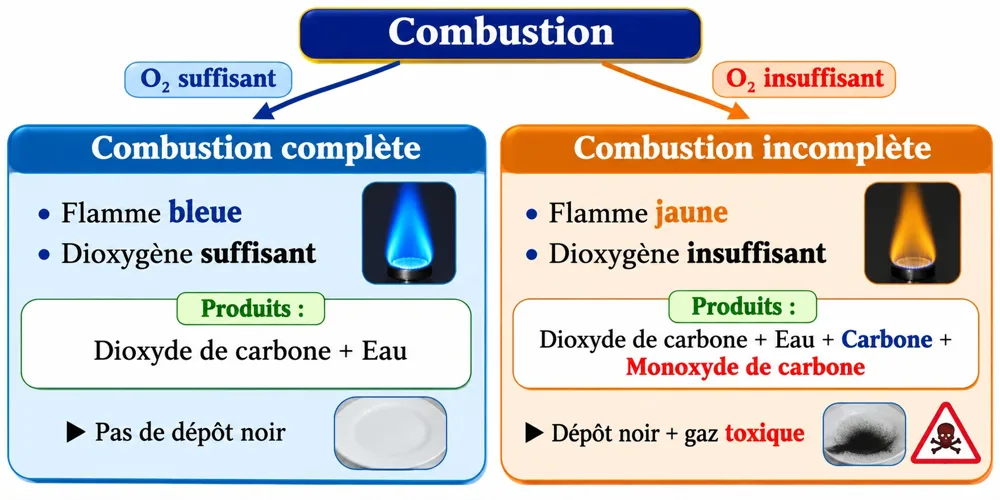 Combustion
O₂ suffisant
O₂ insuffisant
Combustion complète
• Flamme bleue
• Dioxygène suffisant
Produits :
Dioxyde de carbone + Eau
▶ Pas de dépôt noir
Combustion incomplète
• Flamme jaune
• Dioxygène insuffisant
Produits :
Dioxyde de carbone + Eau + Carbone +
Monoxyde de carbone
▶ Dépôt noir + gaz toxique